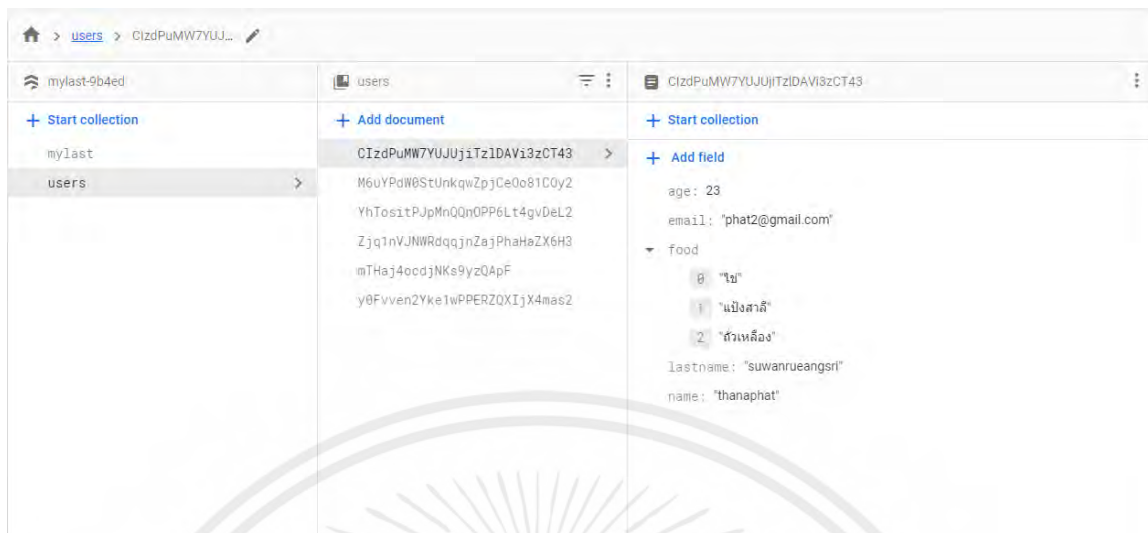 users > CIzdPuMW7YUJ...
mylast-9b4ed
users
CIzdPuMW7YUJUjiTzlDAVi3zCT43
+ Start collection
+ Add document
+ Start collection
mylast
users
CIzdPuMW7YUJUjiTzlDAVi3zCT43
M6uYPdW0StUnkqwZpjCeOo81COy2
YhTositPJpMnQQnOPP6Lt4gvDeL2
Zjq1nVJNWRdqqjnZajPhaHaZX6H3
mTHaj4ocdjNKs9yzQApF
y0Fvven2Yke1wPPERZQXIjX4mas2
+ Add field
age: 23
email: "phat2@gmail.com"
food
0 "ไข่"
1 "แป้งสาลี"
2 "ถั่วเหลือง"
lastname: "suwanrueangsri"
name: "thanaphat"